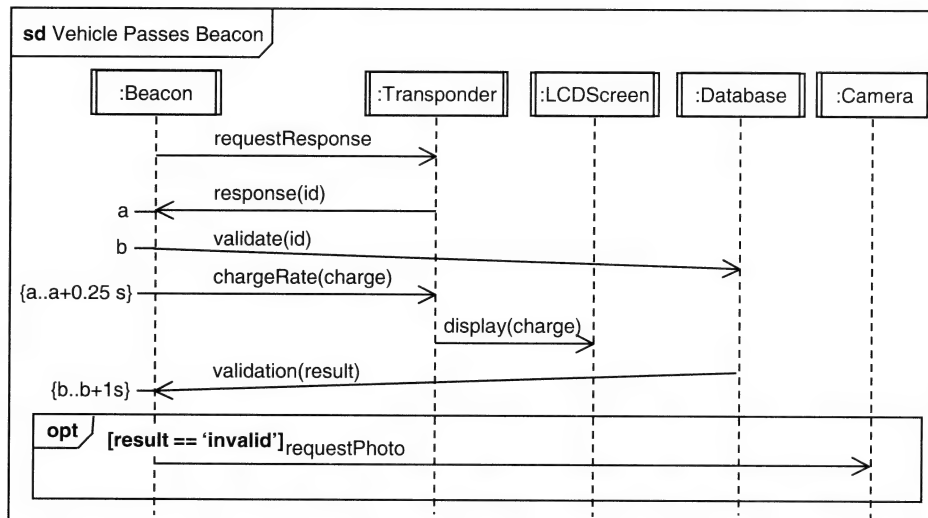 sd Vehicle Passes Beacon
:Beacon
:Transponder
:LCDScreen
:Database
:Camera
requestResponse
response(id)
a
validate(id)
b
chargeRate(charge)
{a..a+0.25 s}
display(charge)
validation(result)
{b..b+1s}
opt
[result == ‘invalid’]
requestPhoto